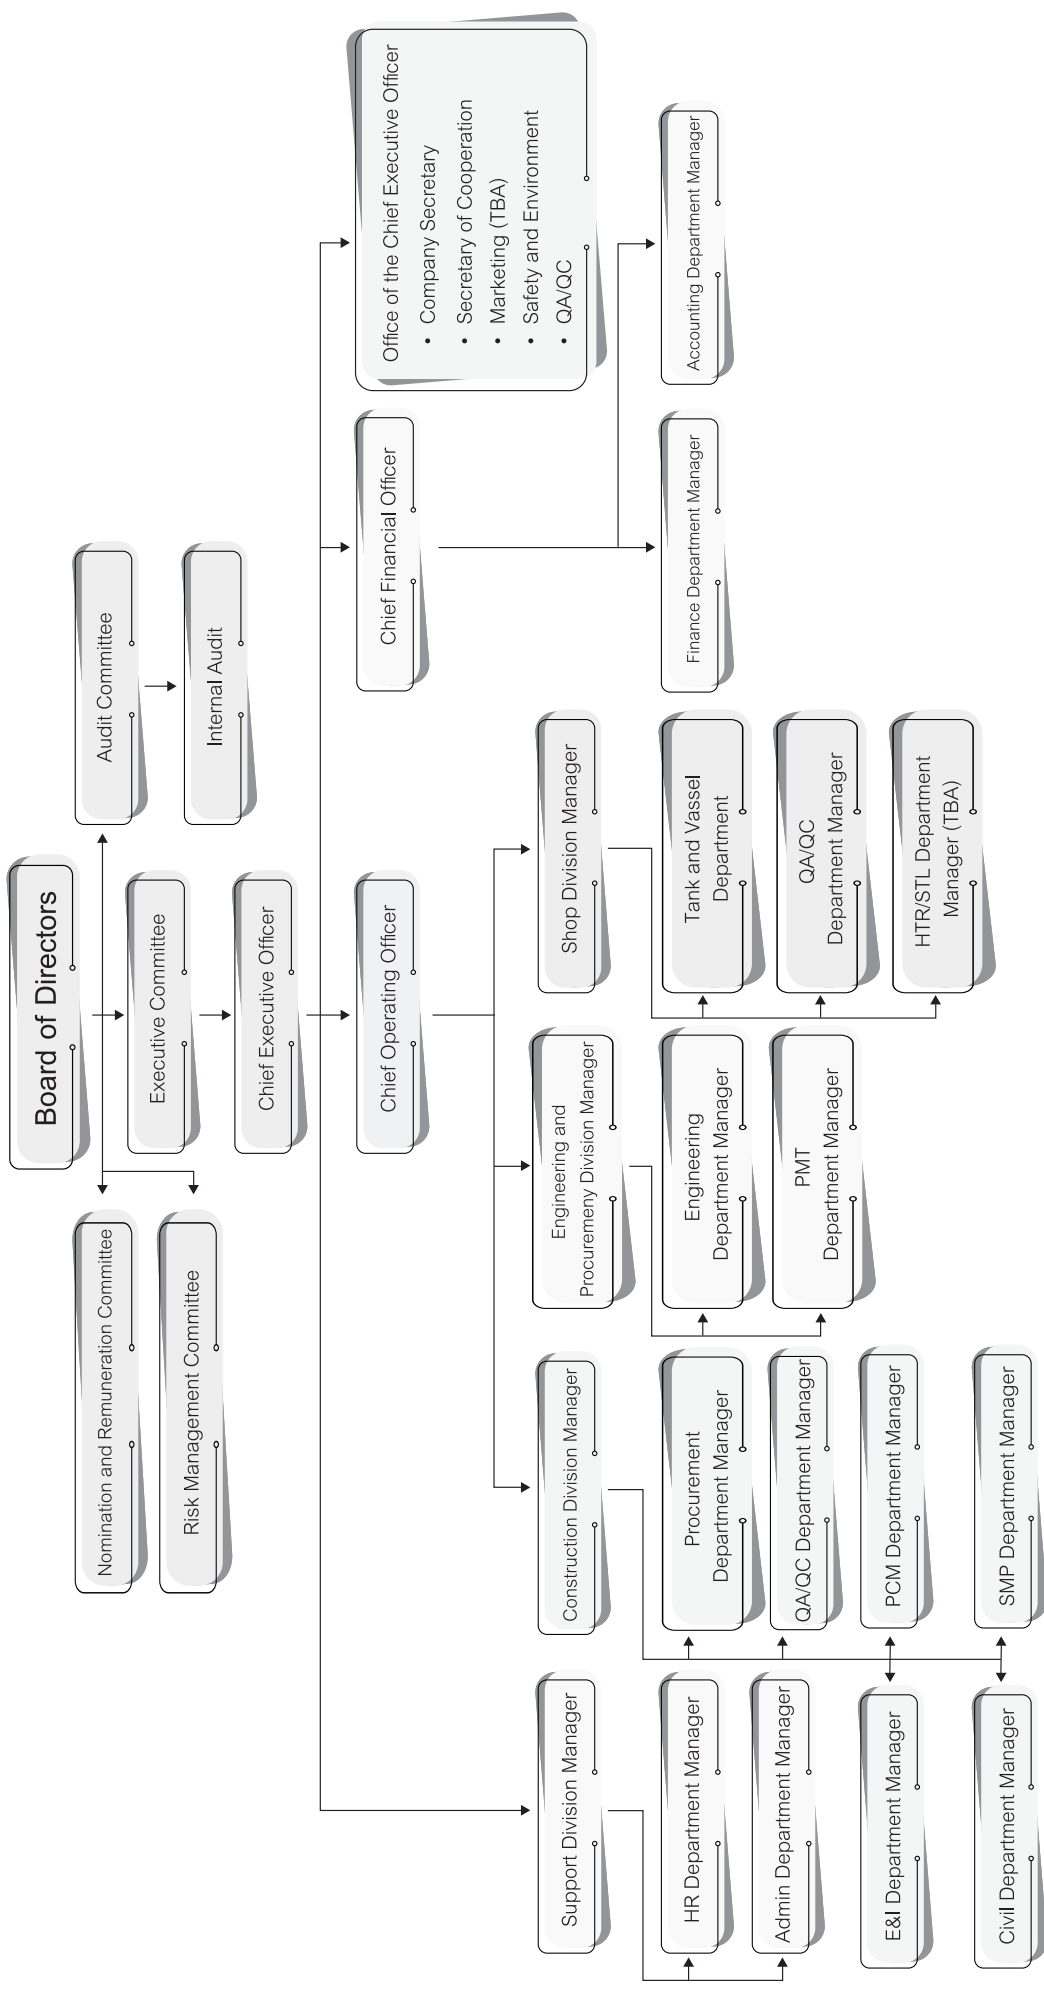 Board of Directors
Nomination and Remuneration Committee
Risk Management Committee
Audit Committee
Internal Audit
Executive Committee
Chief Executive Officer
Chief Operating Officer
Chief Financial Officer
Office of the Chief Executive Officer
• Company Secretary
• Secretary of Cooperation
• Marketing (TBA)
• Safety and Environment
• QA/QC
Support Division Manager
Construction Division Manager
Engineering and
Procuremeny Division Manager
Shop Division Manager
Finance Department Manager
Accounting Department Manager
HR Department Manager
Admin Department Manager
E&I Department Manager
Civil Department Manager
Procurement
Department Manager
QA/QC Department Manager
PCM Department Manager
SMP Department Manager
Engineering
Department Manager
PMT
Department Manager
Tank and Vassel
Department
QA/QC
Department Manager
HTR/STL Department
Manager (TBA)